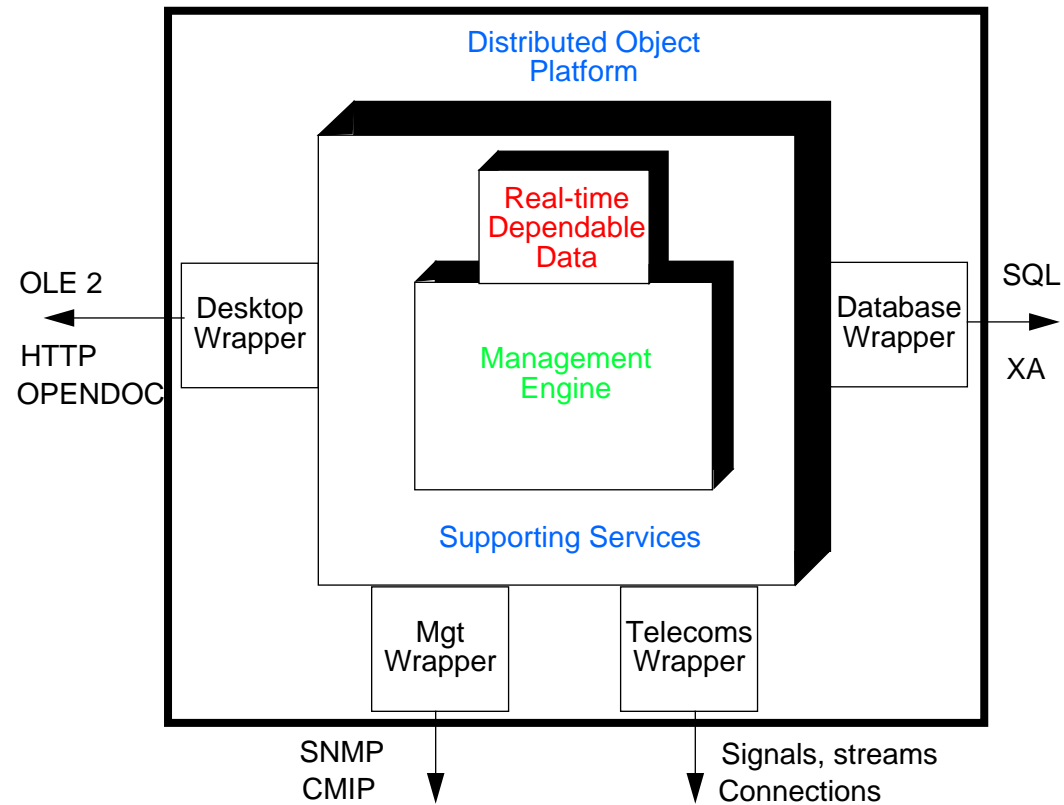 Distributed Object
Platform
Real-time
Dependable
Data
OLE 2
HTTP
OPENDOC
Desktop
Wrapper
Management
Engine
Database
Wrapper
SQL
XA
Supporting Services
Mgt
Wrapper
Telecoms
Wrapper
SNMP
CMIP
Signals, streams
Connections